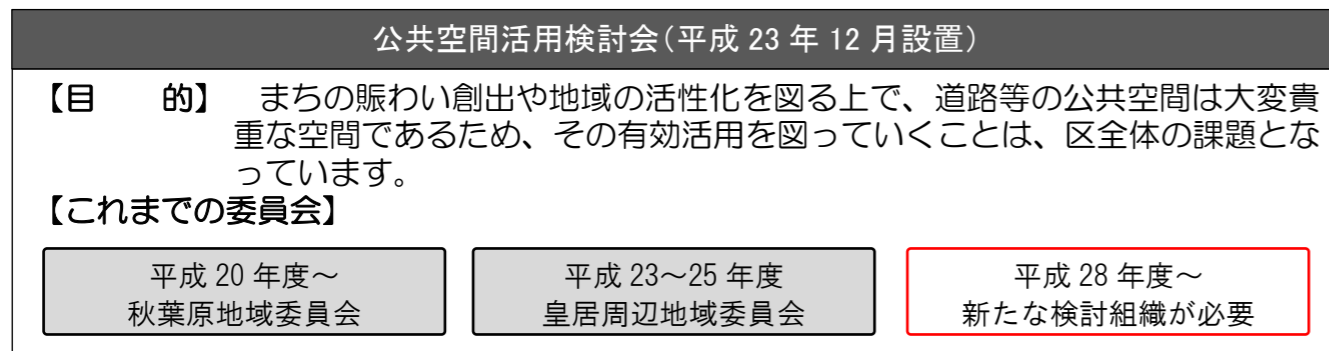 公共空間活用検討会(平成 23 年 12 月設置)
【目　　的】　まちの賑わい創出や地域の活性化を図る上で、道路等の公共空間は大変貴
重な空間であるため、その有効活用を図っていくことは、区全体の課題とな
っています。
【これまでの委員会】
平成 20 年度～
秋葉原地域委員会
平成 23～25 年度
皇居周辺地域委員会
平成 28 年度～
新たな検討組織が必要